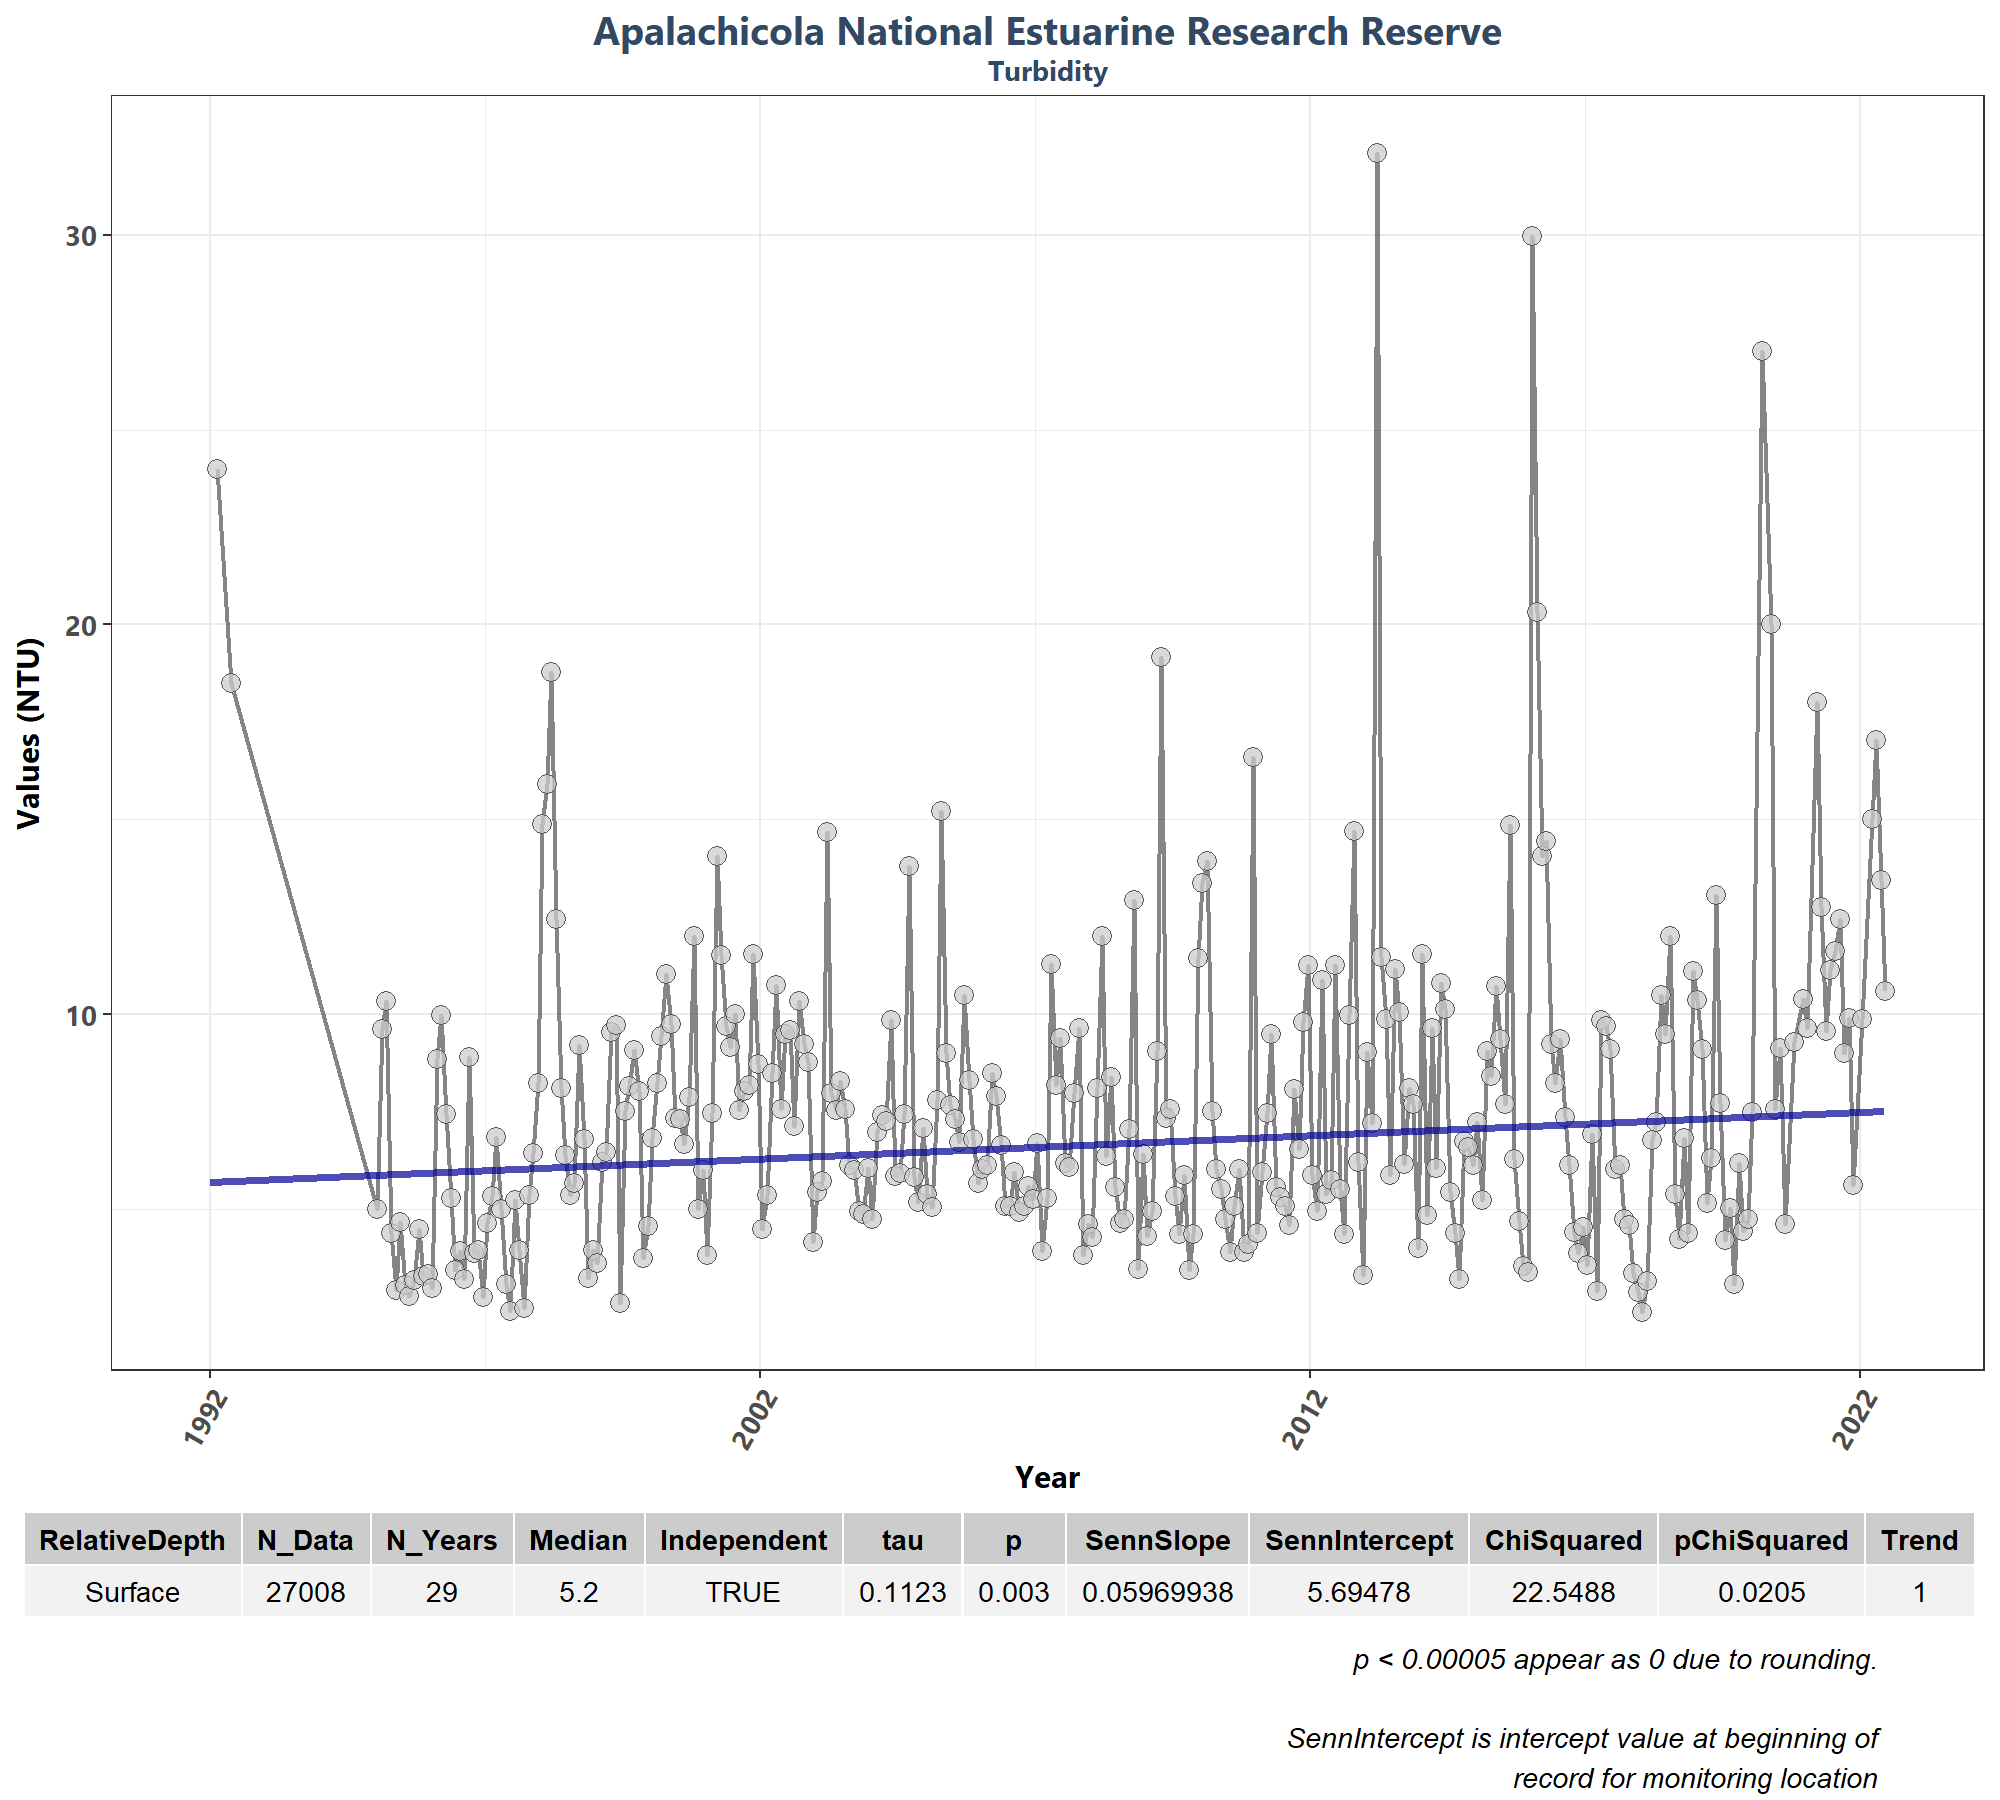 Apalachicola National Estuarine Research Reserve
Turbidity
Values (NTU)
30
20
10
1992
2002
2012
2022
Year
RelativeDepth N_Data N_Years Median Independent tau p SennSlope SennIntercept ChiSquared pChiSquared Trend
Surface 27008 29 5.2 TRUE 0.1123 0.003 0.05969938 5.69478 22.5488 0.0205 1
p < 0.00005 appear as 0 due to rounding.
SennIntercept is intercept value at beginning of
record for monitoring location